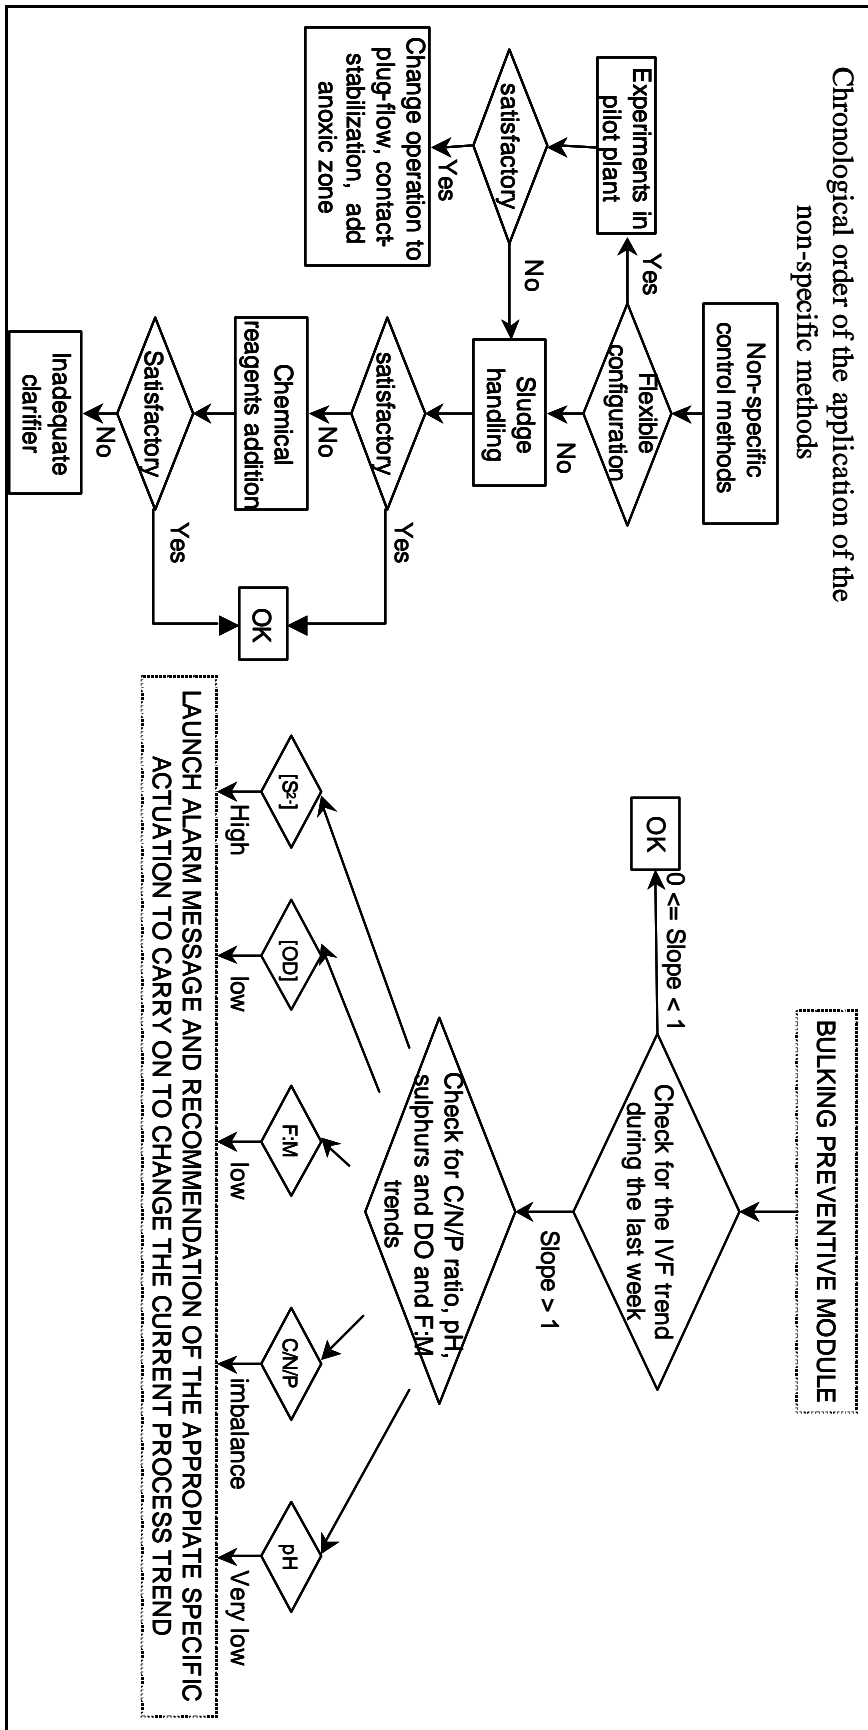 Chronological order of the application of the
non-specific methods
Non-specific
control methods
Flexible
configuration
Yes
No
Experiments in
pilot plant
satisfactory
Yes
No
Change operation to
plug-flow, contact-
stabilization, add
anoxic zone
Sludge
handling
satisfactory
No
Yes
Chemical
reagents addition
Satisfactory
No
Yes
Inadequate
clarifier
OK
BULKING PREVENTIVE MODULE
Check for the IVF trend
during the last week
0 <= Slope < 1
OK
Slope > 1
Check for C/N/P ratio, pH,
sulphurs and DO and F:M
trends
[S²-]
[OD]
F:M
C/N/P
pH
High
low
low
imbalance
Very low
LAUNCH ALARM MESSAGE AND RECOMMENDATION OF THE APPROPIATE SPECIFIC
ACTUATION TO CARRY ON TO CHANGE THE CURRENT PROCESS TREND